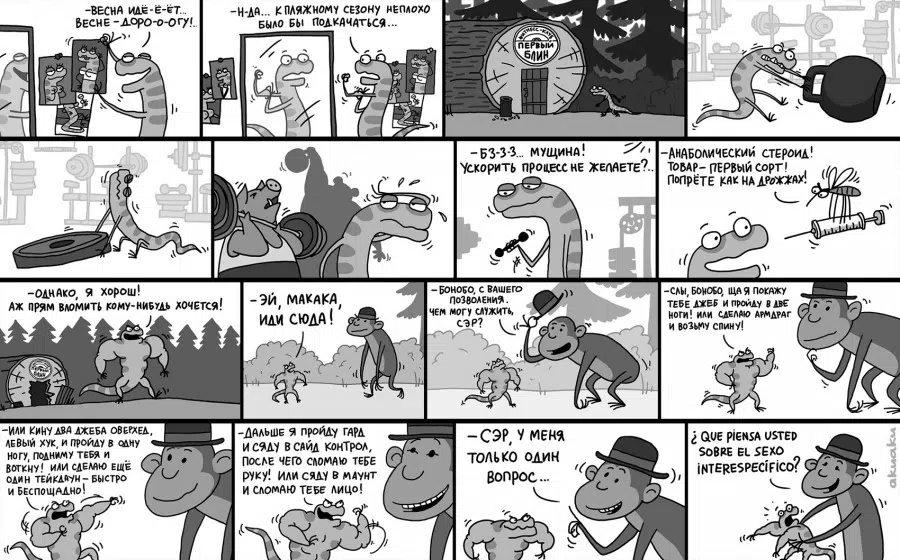 -ВЕСНА ИДЁ-Ё-ЁТ...
ВЕСНЕ - ДОРО-О-ОГУ!..
-Н-ДА... К ПЛЯЖНОМУ СЕЗОНУ НЕПЛОХО
БЫЛО БЫ ПОДКАЧАТЬСЯ...
ФИТНЕСС-КЛУБ
ПЕРВЫЙ
БЛИН
-БЗ-З-З... МУЩИНА!
УСКОРИТЬ ПРОЦЕСС НЕ ЖЕЛАЕТЕ?..
-АНАБОЛИЧЕСКИЙ СТЕРОИД!
ТОВАР-ПЕРВЫЙ СОРТ!
ПОПРЁТЕ КАК НА ДРОЖЖАХ!
-ОДНАКО, Я ХОРОШ!
АЖ ПРЯМ ВЛОМИТЬ КОМУ-НИБУДЬ ХОЧЕТСЯ!
ПЕРВЫЙ
БЛИН
-ЭЙ, МАКАКА,
ИДИ СЮДА!
-БОНОБО, С ВАШЕГО
ПОЗВОЛЕНИЯ.
ЧЕМ МОГУ СЛУЖИТЬ,
СЭР?
-СЛЫ, БОНОБО, ЩА Я ПОКАЖУ
ТЕБЕ ДЖЕБ И ПРОЙДУ В ДВЕ
НОГИ! ИЛИ СДЕЛАЮ АРМДРАГ
И ВОЗЬМУ СПИНУ!
-ИЛИ КИНУ ДВА ДЖЕБА ОВЕРХЕД,
ЛЕВЫЙ ХУК, И ПРОЙДУ В ОДНУ
НОГУ, ПОДНИМУ ТЕБЯ И
ВОТКНУ! ИЛИ СДЕЛАЮ ЕЩЁ
ОДИН ТЕЙКДАУН- БЫСТРО
И БЕСПОЩАДНО!
-ДАЛЬШЕ Я ПРОЙДУ ГАРД
И СЯДУ В САЙД КОНТРОЛ,
ПОСЛЕ ЧЕГО СЛОМАЮ ТЕБЕ
РУКУ! ИЛИ СЯДУ В МАУНТ
И СЛОМАЮ ТЕБЕ ЛИЦО!
-СЭР, У МЕНЯ
ТОЛЬКО ОДИН
ВОПРОС...
¿ QUE PIENSA USTED
SOBRE EL SEXO
INTERESPECÍFICO?
akuaku